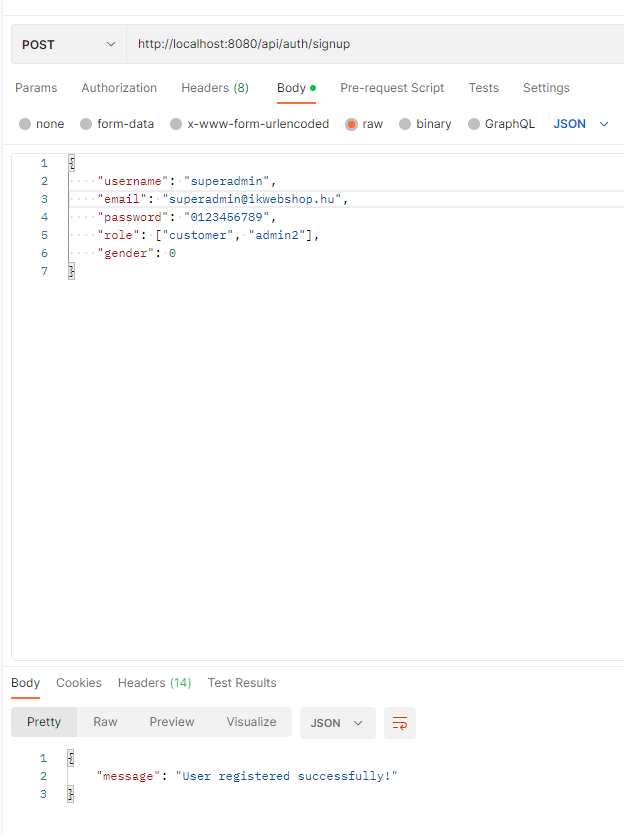 POST http://localhost:8080/api/auth/signup
Params Authorization Headers (8) Body Pre-request Script Tests Settings
none form-data x-www-form-urlencoded raw binary GraphQL JSON
1 {
2 "username": "superadmin",
3 "email": "superadmin@ikwebshop.hu",
4 "password": "0123456789",
5 "role": ["customer", "admin2"],
6 "gender": 0
7 }
Body Cookies Headers (14) Test Results
Pretty Raw Preview Visualize JSON
1 {
2 "message": "User registered successfully!"
3 }